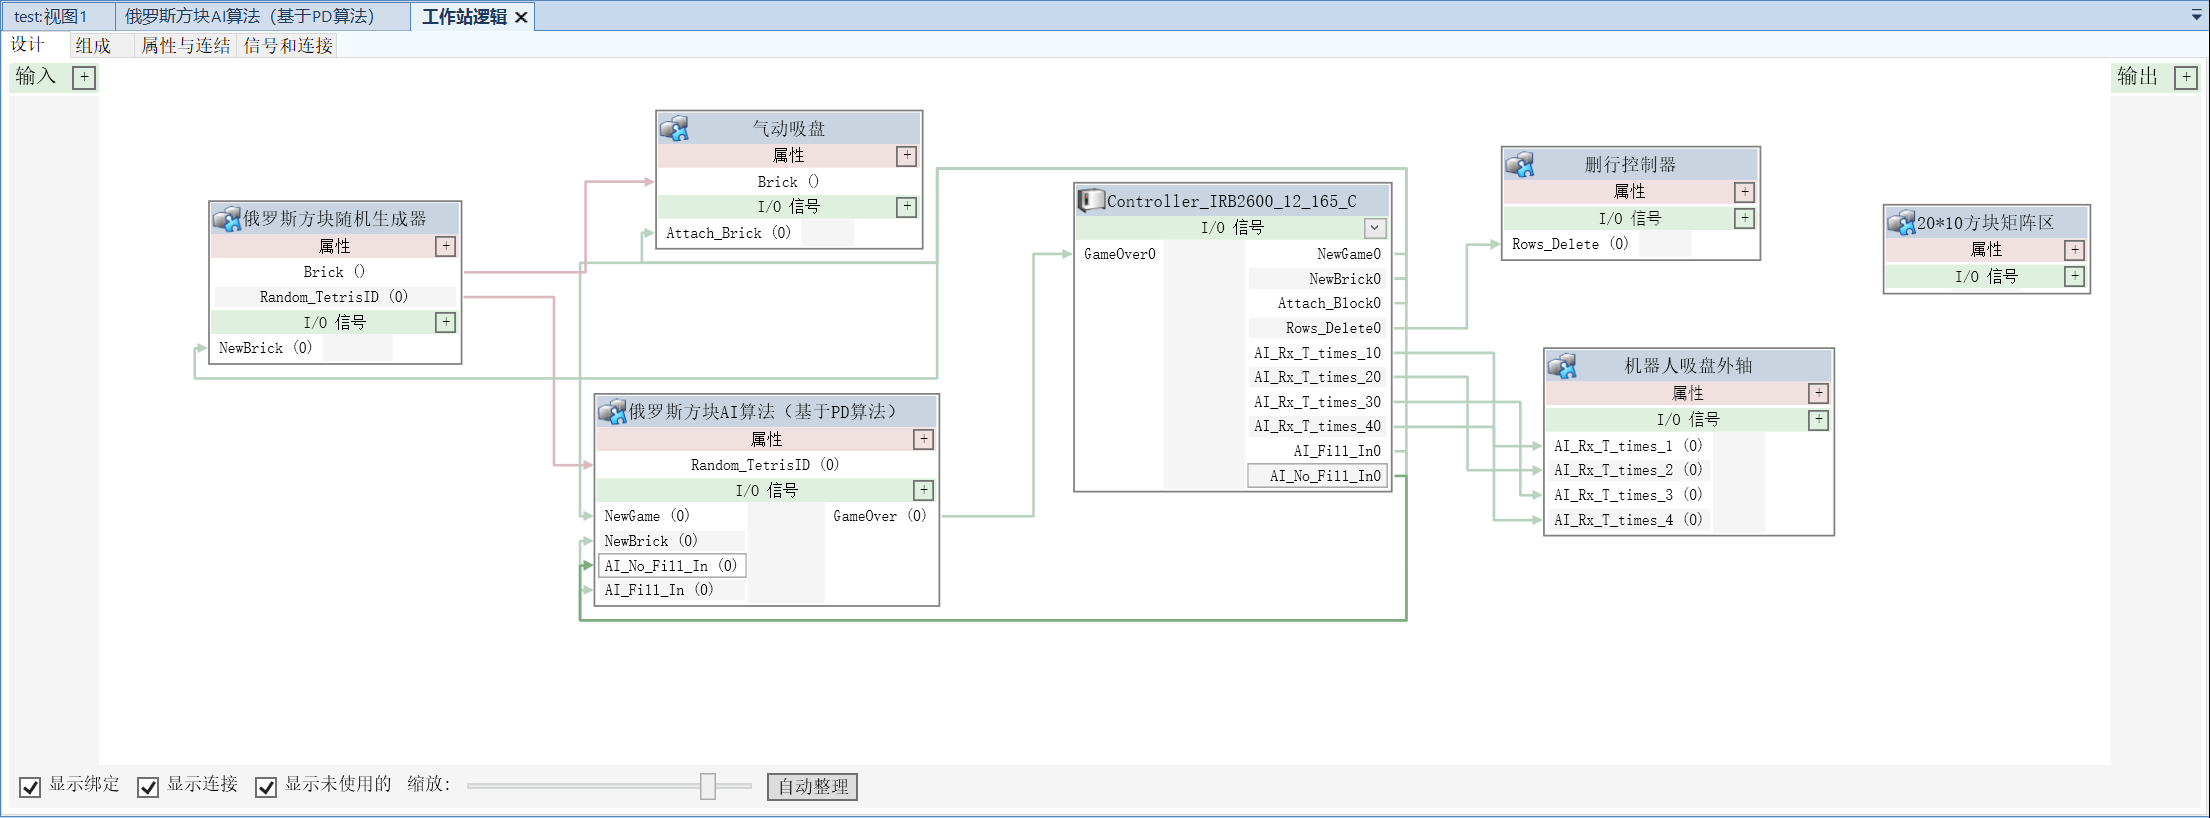 test:视图1
俄罗斯方块AI算法（基于PD算法）
工作站逻辑
设计
组成
属性与连结
信号和连接
输入
+
输出
+
俄罗斯方块随机生成器
属性
+
Brick ()
Random_TetrisID (0)
I/O 信号
+
NewBrick (0)
气动吸盘
属性
+
Brick ()
I/O 信号
+
Attach_Brick (0)
俄罗斯方块AI算法（基于PD算法）
属性
+
Random_TetrisID (0)
I/O 信号
+
NewGame (0)
GameOver (0)
NewBrick (0)
AI_No_Fill_In (0)
AI_Fill_In (0)
Controller_IRB2600_12_165_C
I/O 信号
GameOver0
NewGame0
NewBrick0
Attach_Block0
Rows_Delete0
AI_Rx_T_times_10
AI_Rx_T_times_20
AI_Rx_T_times_30
AI_Rx_T_times_40
AI_Fill_In0
AI_No_Fill_In0
删行控制器
属性
+
I/O 信号
+
Rows_Delete (0)
机器人吸盘外轴
属性
+
I/O 信号
+
AI_Rx_T_times_1 (0)
AI_Rx_T_times_2 (0)
AI_Rx_T_times_3 (0)
AI_Rx_T_times_4 (0)
20*10方块矩阵区
属性
+
I/O 信号
+
显示绑定
显示连接
显示未使用的
缩放:
自动整理